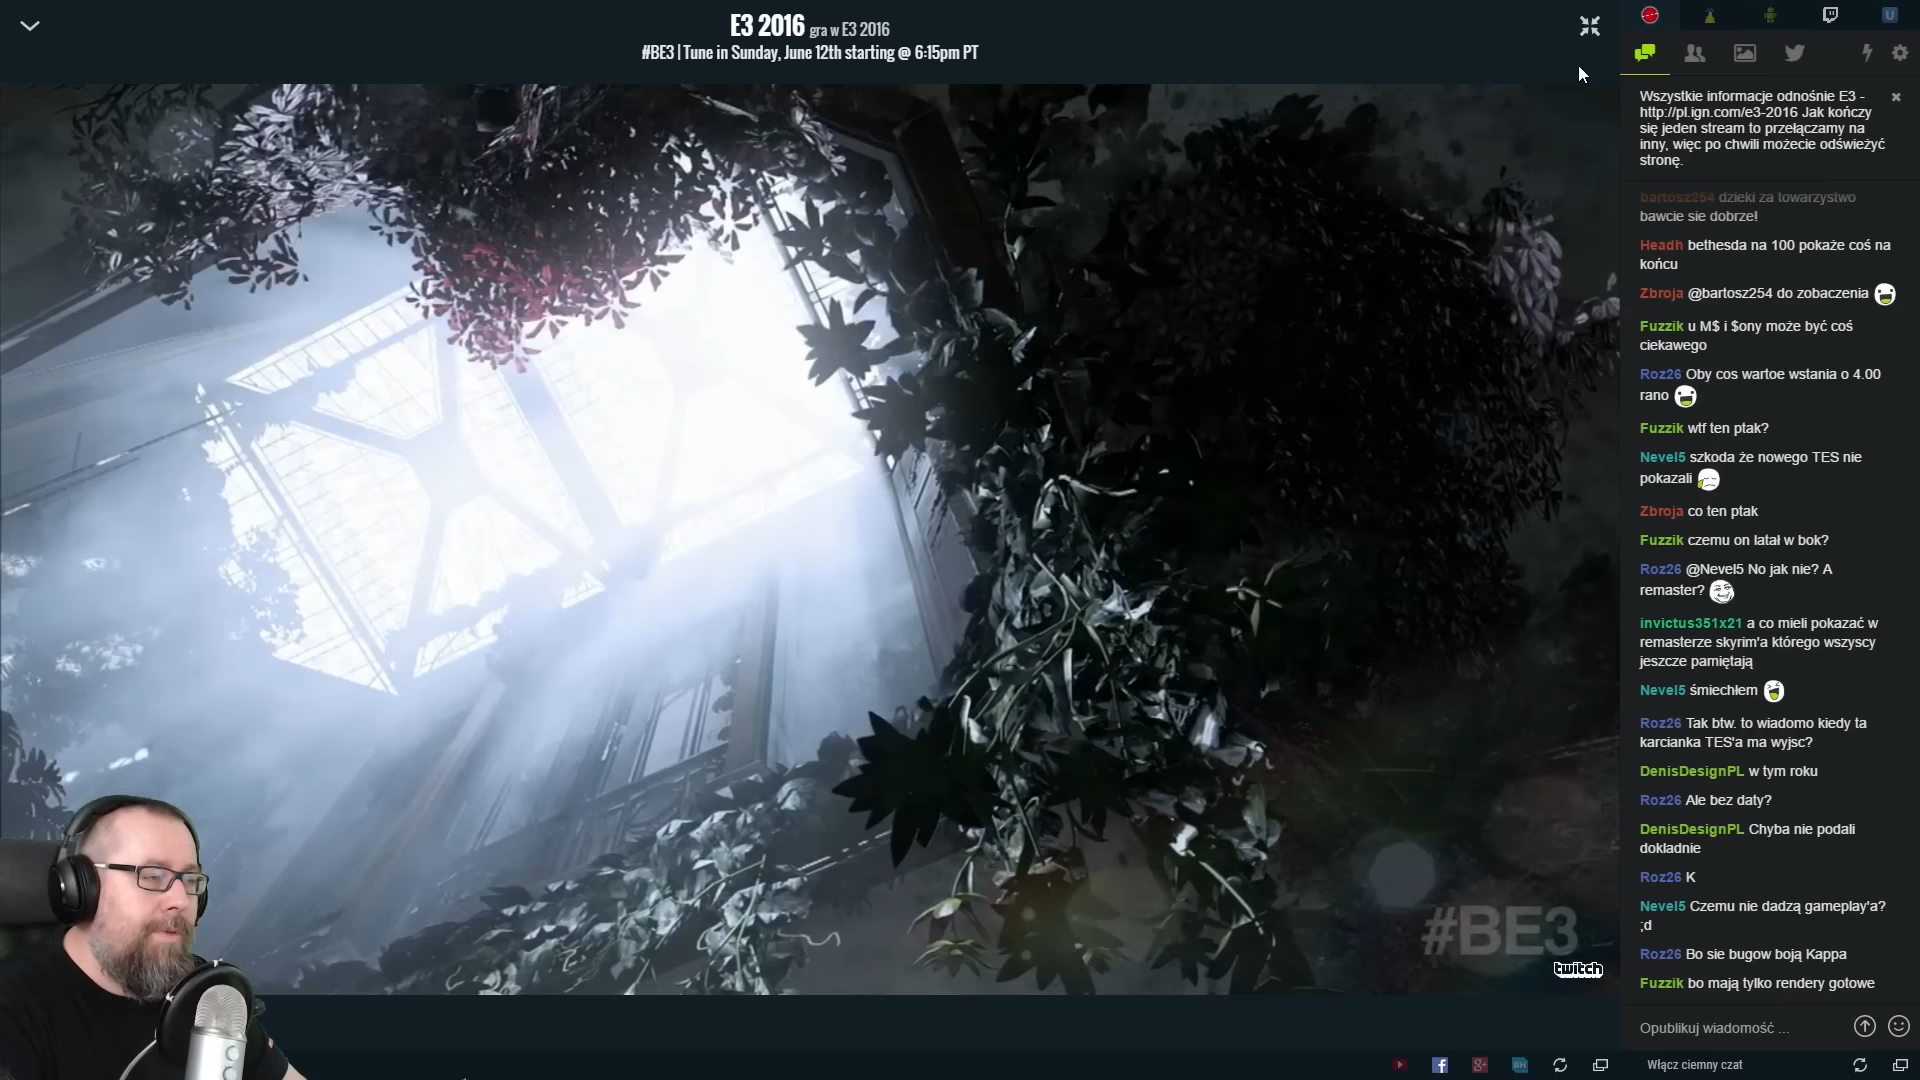 E3 2016 gra w E3 2016
#BE3 | Tune in Sunday, June 12th starting @ 6:15pm PT
#BE3
twitch
U
Wszystkie informacje odnośnie E3 -
http://pl.ign.com/e3-2016 Jak kończy
się jeden stream to przełączamy na
inny, więc po chwili możecie odświeżyć
stronę.
bartosz254 dzieki za towarzystwo
bawcie sie dobrze!
Headh bethesda na 100 pokaże coś na
końcu
Zbroja @bartosz254 do zobaczenia
Fuzzik u M$ i $ony może być coś
ciekawego
Roz26 Oby cos wartoe wstania o 4.00
rano
Fuzzik wtf ten ptak?
Nevel5 szkoda że nowego TES nie
pokazali
Zbroja co ten ptak
Fuzzik czemu on latał w bok?
Roz26 @Nevel5 No jak nie? A
remaster?
invictus351x21 a co mieli pokazać w
remasterze skyrim'a którego wszyscy
jeszcze pamiętają
Nevel5 śmiechłem
Roz26 Tak btw. to wiadomo kiedy ta
karcianka TES'a ma wyjsc?
DenisDesignPL w tym roku
Roz26 Ale bez daty?
DenisDesignPL Chyba nie podali
dokladnie
Roz26 K
Nevel5 Czemu nie dadzą gameplay'a?
;d
Roz26 Bo sie bugow boją Kappa
Fuzzik bo mają tylko rendery gotowe
Opublikuj wiadomość ...
BH
Włącz ciemny czat